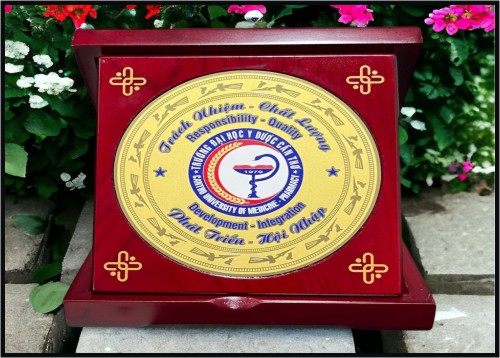 Trách Nhiệm - Chất Lượng
Responsibility - Quality
TRƯỜNG ĐẠI HỌC Y DƯỢC CẦN THƠ
1979
CANTHO UNIVERSITY OF MEDICINE - PHARMACY
Development - Integration
Phát Triển - Hội Nhập